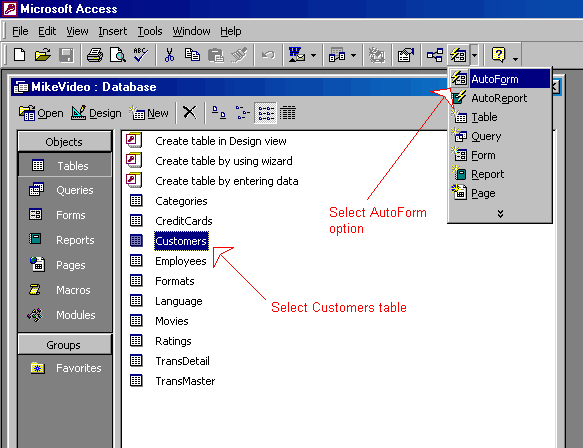 Microsoft Access
File Edit View Insert Tools Window Help
MikeVideo : Database
Open Design New
Objects
Tables
Queries
Forms
Reports
Pages
Macros
Modules
Groups
Favorites
Create table in Design view
Create table by using wizard
Create table by entering data
Categories
CreditCards
Customers
Employees
Formats
Language
Movies
Ratings
TransDetail
TransMaster
AutoForm
AutoReport
Table
Query
Form
Report
Page
Select AutoForm
option
Select Customers table